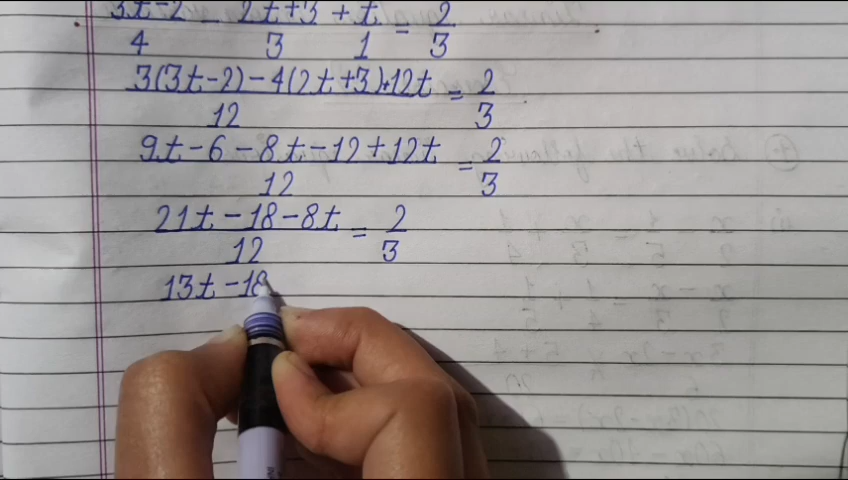 3t-2 - 2t+3 + t = 2
4 3 1 3
3(3t-2)-4(2t+3)+12t = 2
12 3
9t-6-8t-12+12t = 2
12 3
21t-18-8t = 2
12 3
13t-18